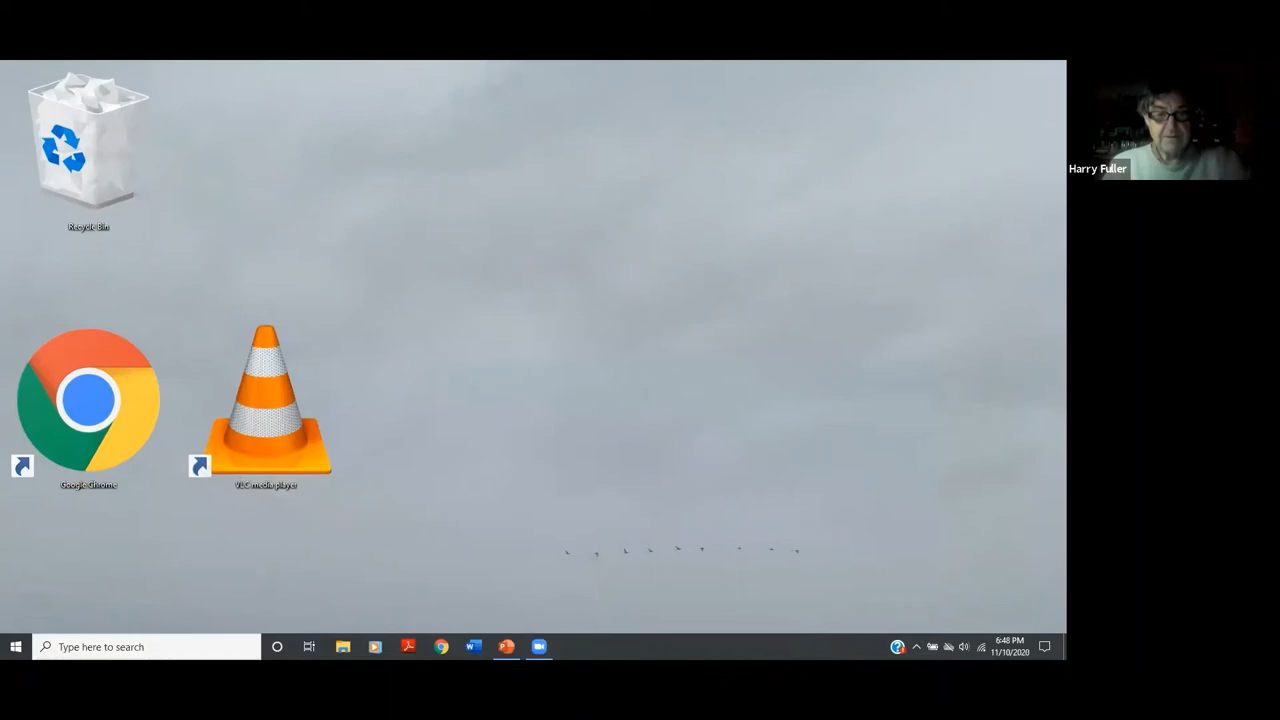 Recycle Bin
Harry Fuller
Google Chrome
VLC media player
Type here to search
6:48 PM
11/10/2020